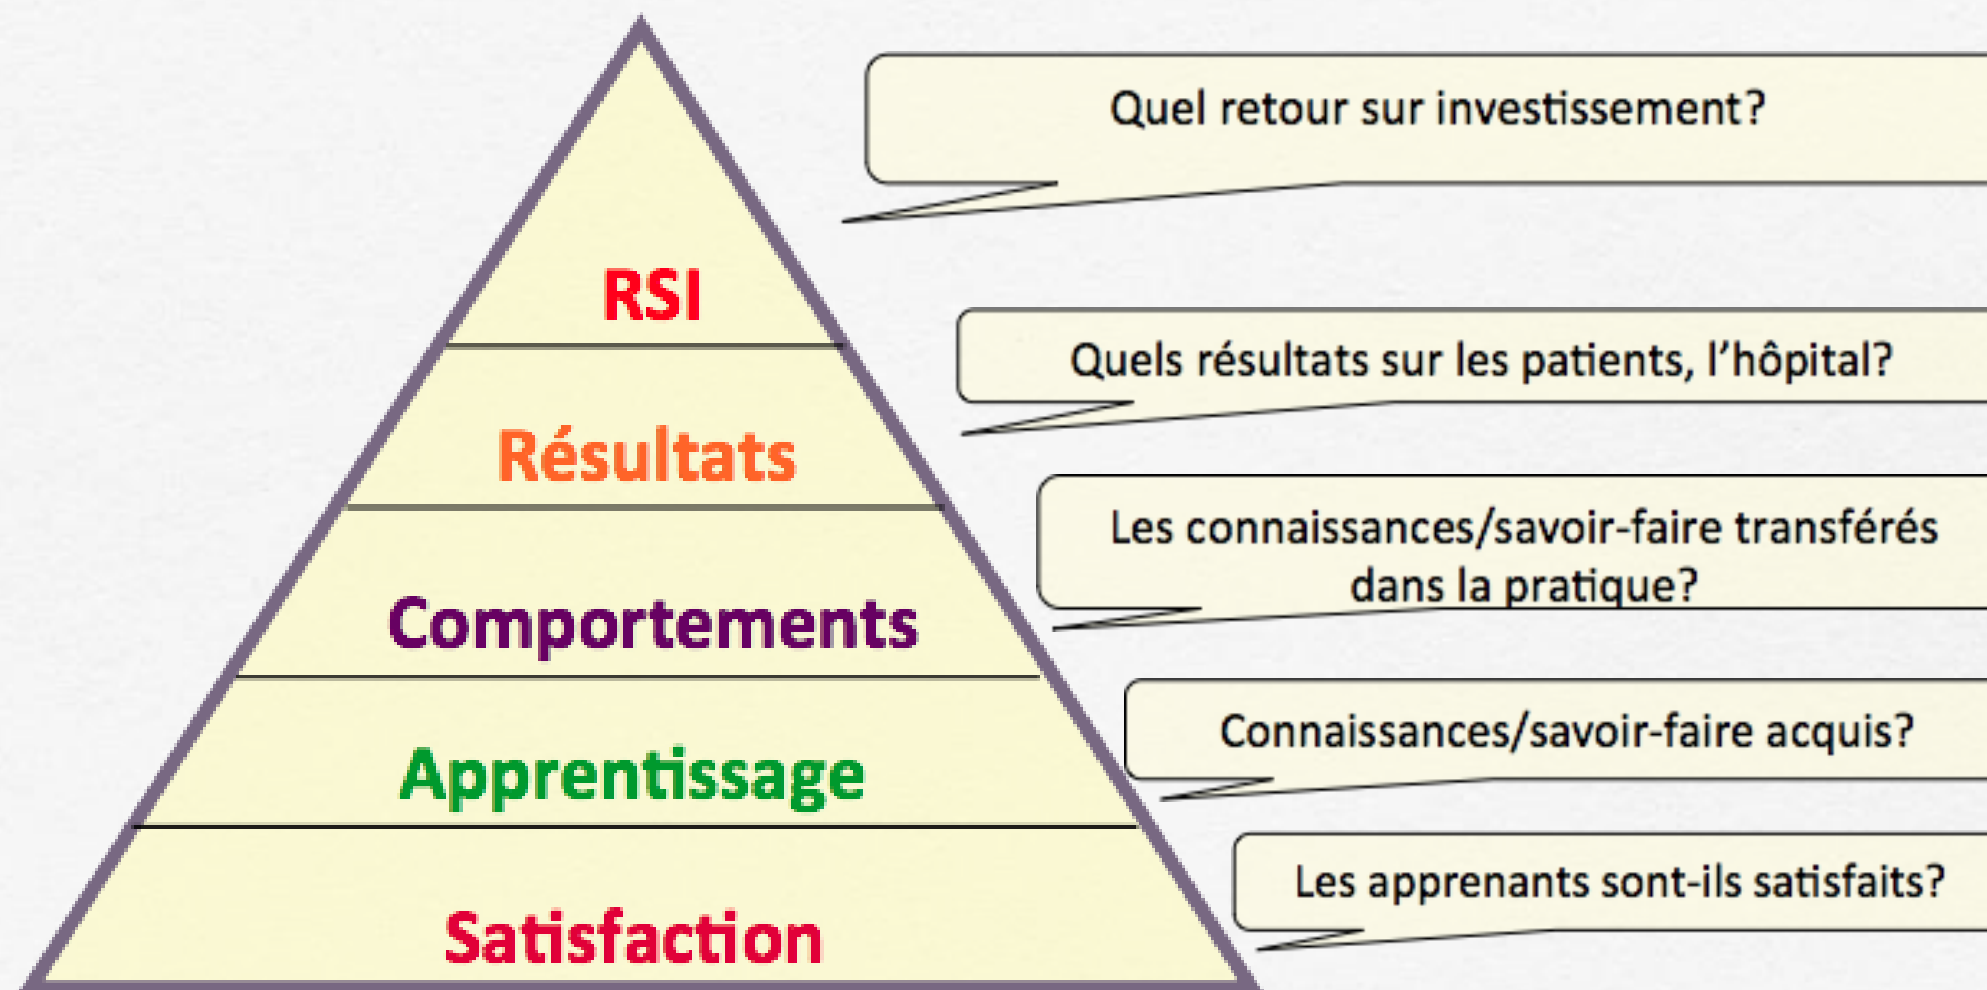 Quel retour sur investissement?
RSI
Quels résultats sur les patients, l’hôpital?
Résultats
Les connaissances/savoir-faire transférés
dans la pratique?
Comportements
Connaissances/savoir-faire acquis?
Apprentissage
Les apprenants sont-ils satisfaits?
Satisfaction